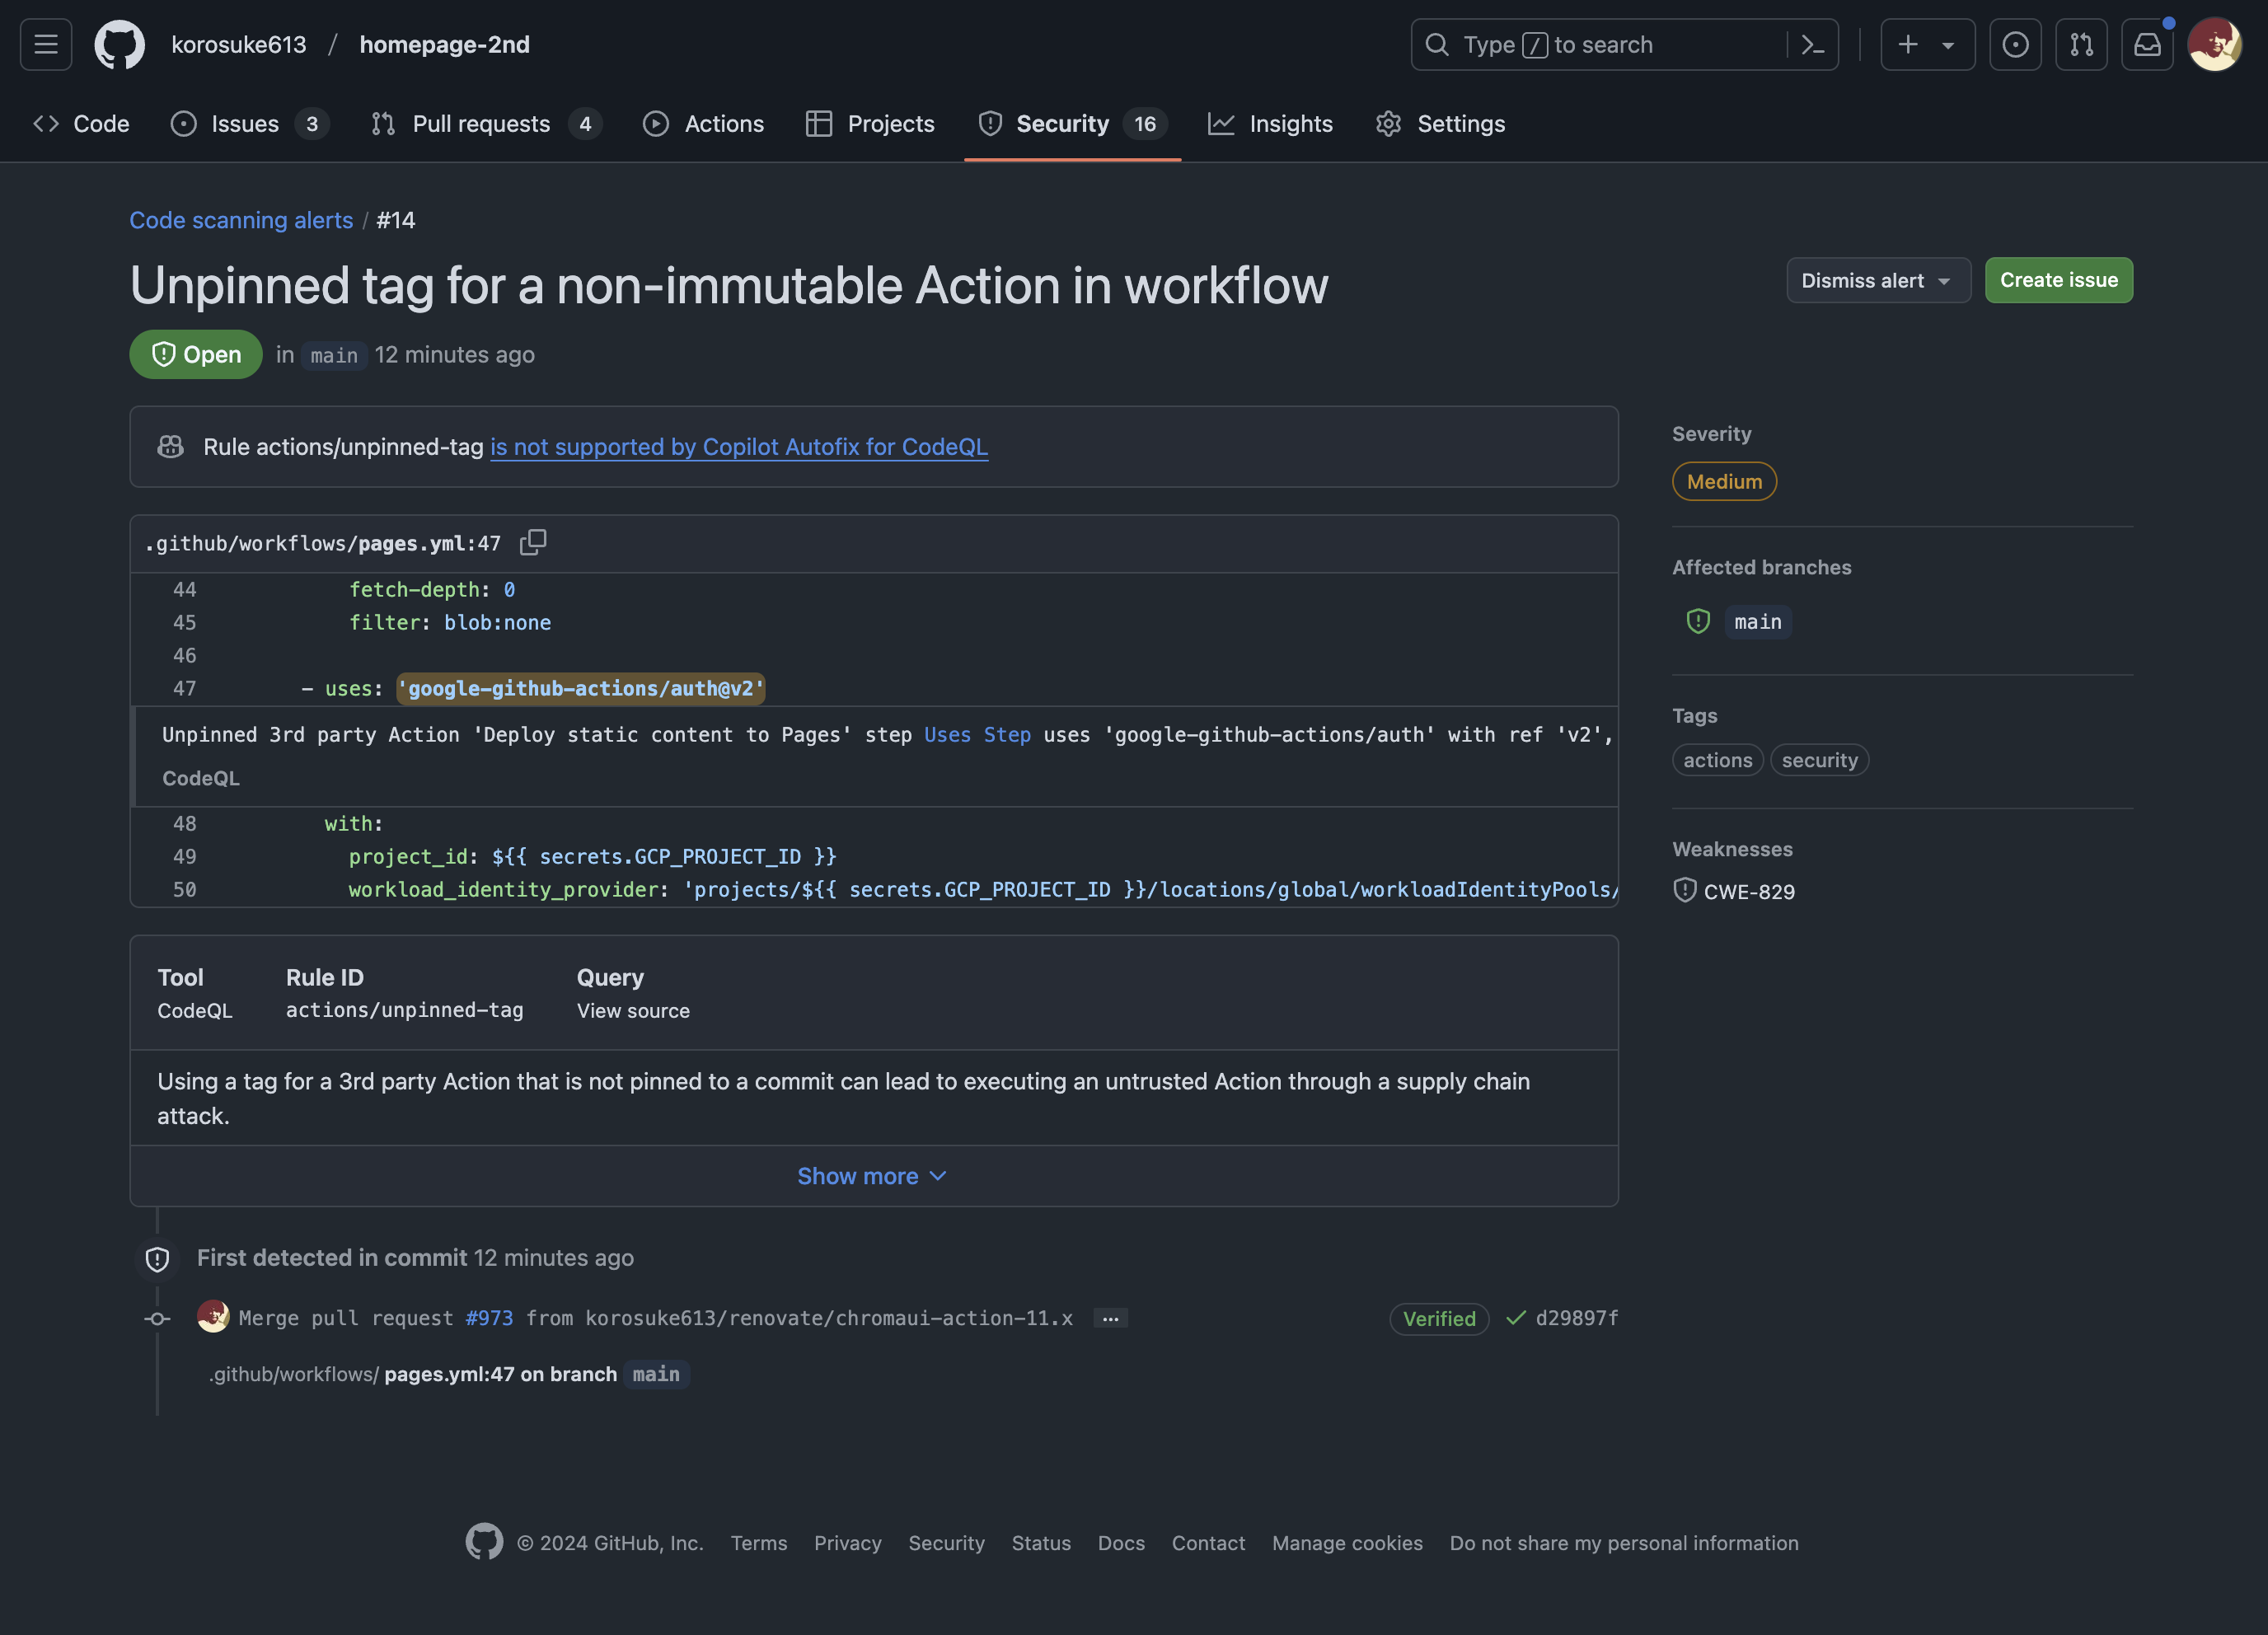 korosuke613 / homepage-2nd
Type / to search
Code
Issues 3
Pull requests 4
Actions
Projects
Security 16
Insights
Settings
Code scanning alerts / #14
Unpinned tag for a non-immutable Action in workflow
Dismiss alert
Create issue
Open in main 12 minutes ago
Rule actions/unpinned-tag is not supported by Copilot Autofix for CodeQL
.github/workflows/pages.yml:47
44 fetch-depth: 0
45 filter: blob:none
46
47 - uses: 'google-github-actions/auth@v2'
Unpinned 3rd party Action 'Deploy static content to Pages' step Uses Step uses 'google-github-actions/auth' with ref 'v2',
CodeQL
48 with:
49 project_id: ${{ secrets.GCP_PROJECT_ID }}
50 workload_identity_provider: 'projects/${{ secrets.GCP_PROJECT_ID }}/locations/global/workloadIdentityPools/
Severity
Medium
Affected branches
main
Tags
actions security
Weaknesses
CWE-829
Tool Rule ID Query
CodeQL actions/unpinned-tag View source
Using a tag for a 3rd party Action that is not pinned to a commit can lead to executing an untrusted Action through a supply chain
attack.
Show more
First detected in commit 12 minutes ago
Merge pull request #973 from korosuke613/renovate/chromaui-action-11.x … Verified d29897f
.github/workflows/ pages.yml:47 on branch main
© 2024 GitHub, Inc. Terms Privacy Security Status Docs Contact Manage cookies Do not share my personal information